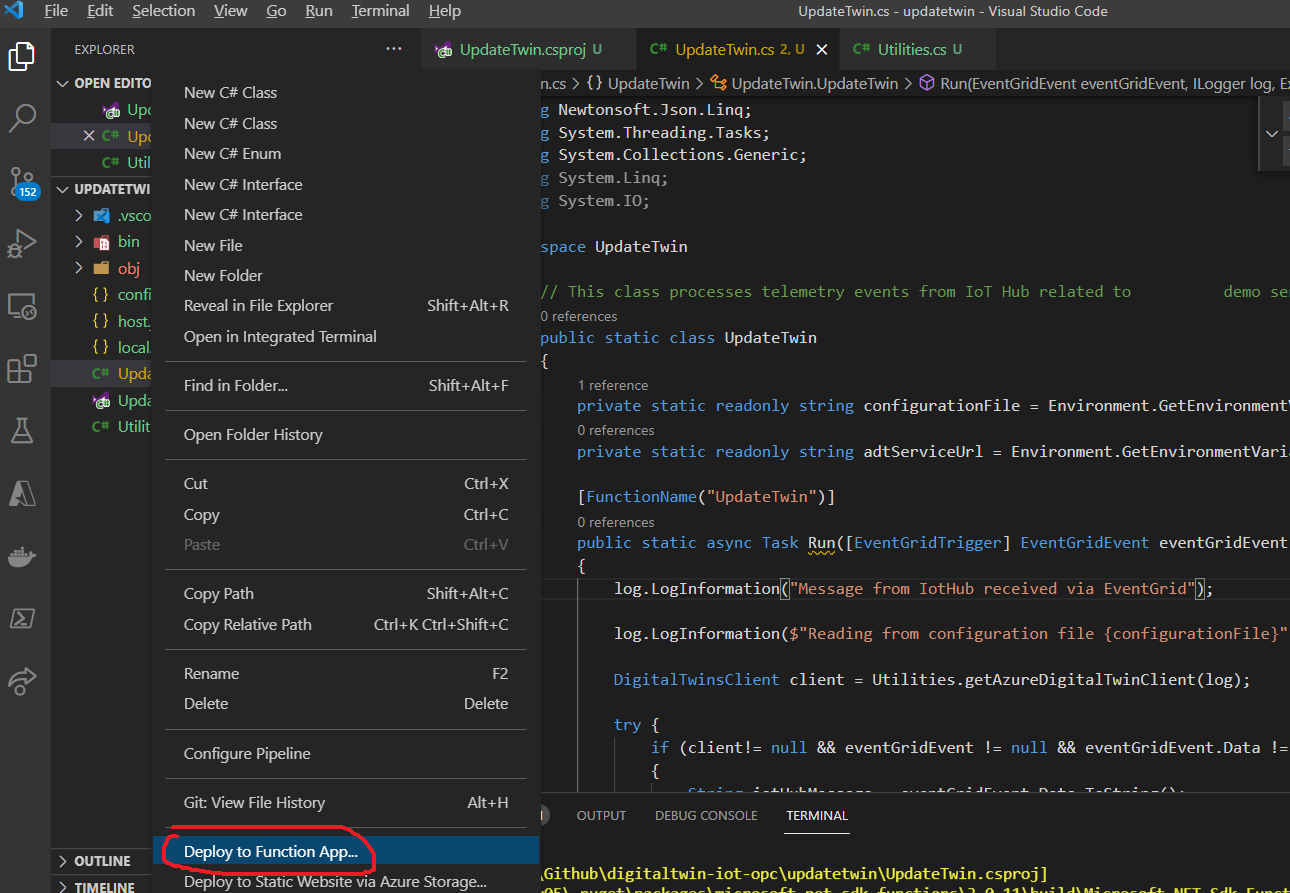 File Edit Selection View Go Run Terminal Help UpdateTwin.cs - updatetwin - Visual Studio Code
EXPLORER ···
UpdateTwin.csproj U
C# UpdateTwin.cs 2, U
C# Utilities.cs U
OPEN EDITO
Upd
C# Upd
C# Util
152
UPDATETWI
.vsco
bin
obj
{} confi
{} host.
{} local.
C# Upda
Upda
C# Utilit
OUTLINE
TIMELINE
New C# Class
New C# Class
New C# Enum
New C# Interface
New C# Interface
New File
New Folder
Reveal in File Explorer Shift+Alt+R
Open in Integrated Terminal
Find in Folder... Shift+Alt+F
Open Folder History
Cut Ctrl+X
Copy Ctrl+C
Paste Ctrl+V
Copy Path Shift+Alt+C
Copy Relative Path Ctrl+K Ctrl+Shift+C
Rename F2
Delete Delete
Configure Pipeline
Git: View File History Alt+H
Deploy to Function App...
Deploy to Static Website via Azure Storage...
n.cs > {} UpdateTwin > UpdateTwin.UpdateTwin > Run(EventGridEvent eventGridEvent, ILogger log, Ex
g Newtonsoft.Json.Linq;
g System.Threading.Tasks;
g System.Collections.Generic;
g System.Linq;
g System.IO;
space UpdateTwin
// This class processes telemetry events from IoT Hub related to demo se
0 references
public static class UpdateTwin
{
1 reference
private static readonly string configurationFile = Environment.GetEnvironmentV
0 references
private static readonly string adtServiceUrl = Environment.GetEnvironmentVaria
[FunctionName("UpdateTwin")]
0 references
public static async Task Run([EventGridTrigger] EventGridEvent eventGridEvent
{
log.LogInformation("Message from IotHub received via EventGrid");
log.LogInformation($"Reading from configuration file {configurationFile}"
DigitalTwinsClient client = Utilities.getAzureDigitalTwinClient(log);
try {
if (client!= null && eventGridEvent != null && eventGridEvent.Data !=
{
String iotHubMessage = eventGridEvent.Data.ToString();
OUTPUT DEBUG CONSOLE TERMINAL
\Github\digitaltwin-iot-opc\updatetwin\UpdateTwin.csproj]